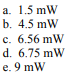 a. 1.5 mW
b. 4.5 mW
c. 6.56 mW
d. 6.75 mW
e. 9 mW